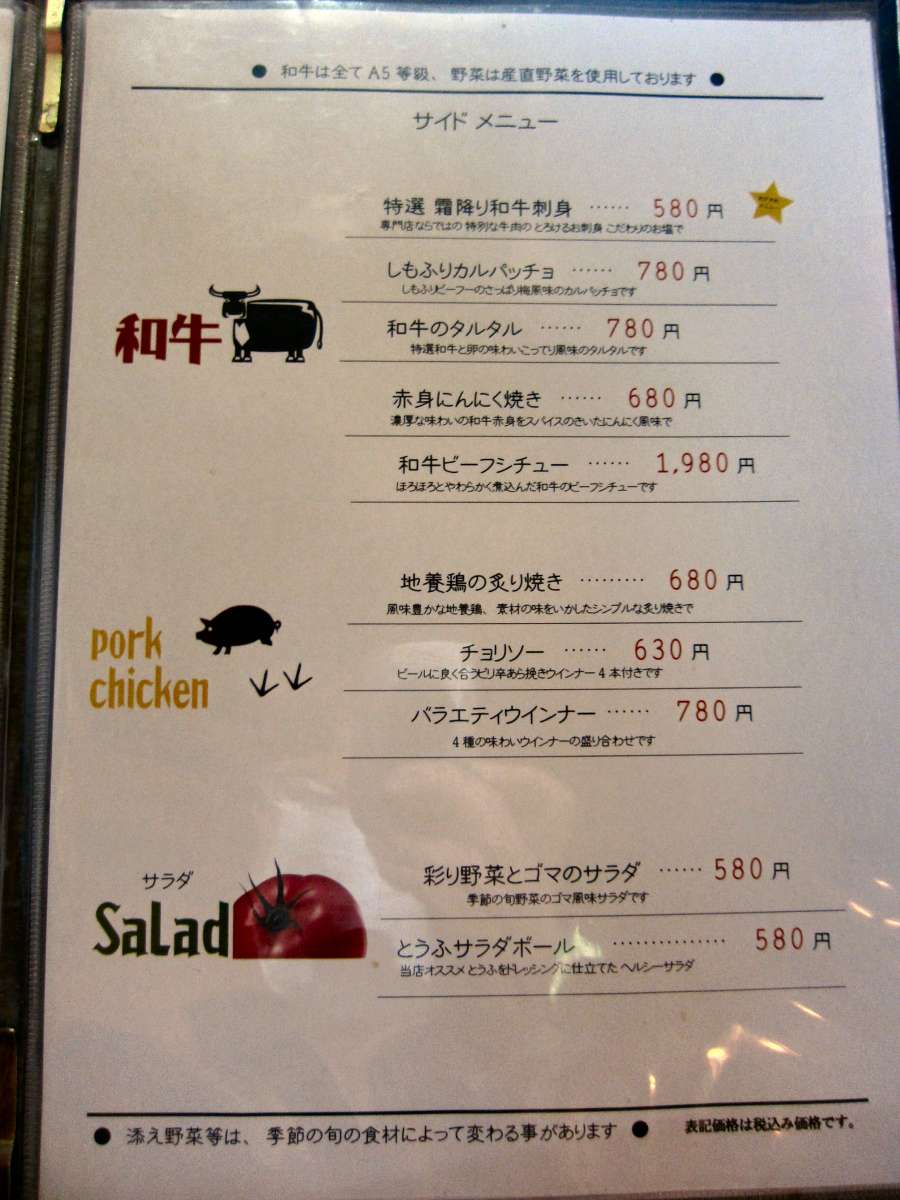 ● 和牛は全てA5等級、野菜は産直野菜を使用しております ●
サイド メニュー
和牛
特選 霜降り和牛刺身 ⋯⋯ 580円
専門店ならではの 特別な牛肉の とろけるお刺身 こだわりのお塩で
しもふりカルパッチョ ⋯⋯ 780円
しもふりビーフーのさっぱり梅風味のカルパッチョです
和牛のタルタル ⋯⋯ 780円
特選和牛と卵の味わいこってり風味のタルタルです
赤身にんにく焼き ⋯⋯ 680円
濃厚な味わいの和牛赤身をスパイスのきいたにんにく風味で
和牛ビーフシチュー ⋯⋯ 1,980円
ほろほろとやわらかく煮込んだ和牛のビーフシチューです
pork
chicken
地養鶏の炙り焼き ⋯⋯⋯ 680円
風味豊かな地養鶏、素材の味をいかしたシンプルな炙り焼きで
チョリソー ⋯⋯ 630円
ビールに良く合うピリ辛あら挽きウインナー4本付きです
バラエティウインナー ⋯⋯ 780円
4種の味わいウインナーの盛り合わせです
サラダ
SaLad
彩り野菜とゴマのサラダ ⋯⋯ 580円
季節の旬野菜のゴマ風味サラダです
とうふサラダボール ⋯⋯⋯⋯⋯ 580円
当店オススメ とうふをドレッシングに仕立てた ヘルシーサラダ
● 添え野菜等は、季節の旬の食材によって変わる事があります ●
表記価格は税込み価格です。